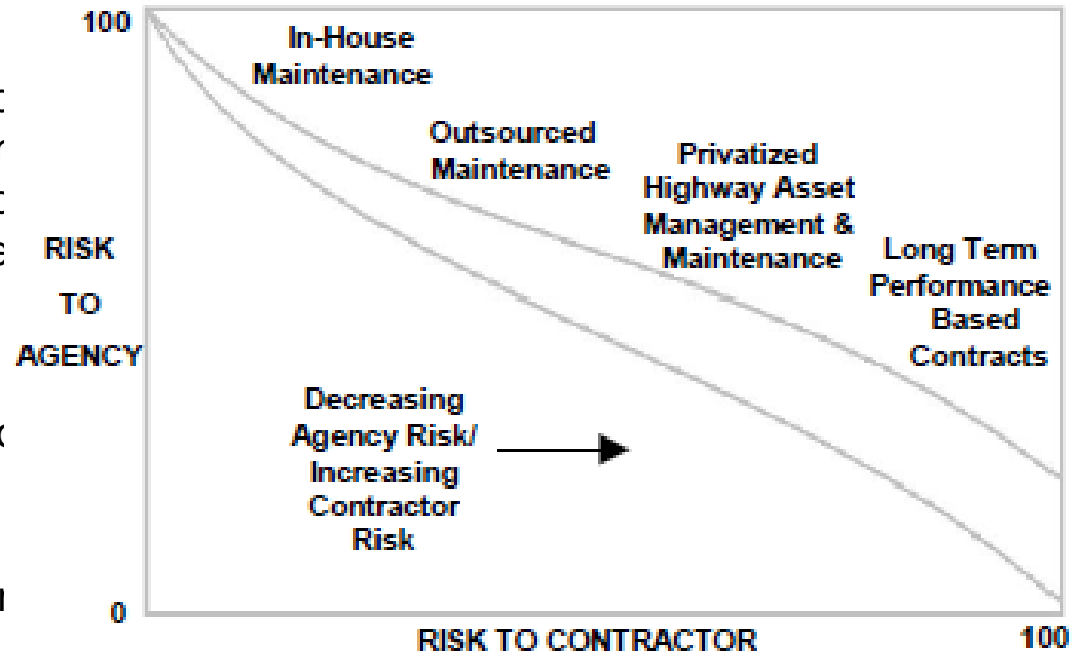 100
In-House
Maintenance
Outsourced
Maintenance
Privatized
Highway Asset
Management &
Maintenance
Long Term
Performance
Based
Contracts
RISK
TO
AGENCY
Decreasing
Agency Risk/
Increasing
Contractor
Risk
0
RISK TO CONTRACTOR
100